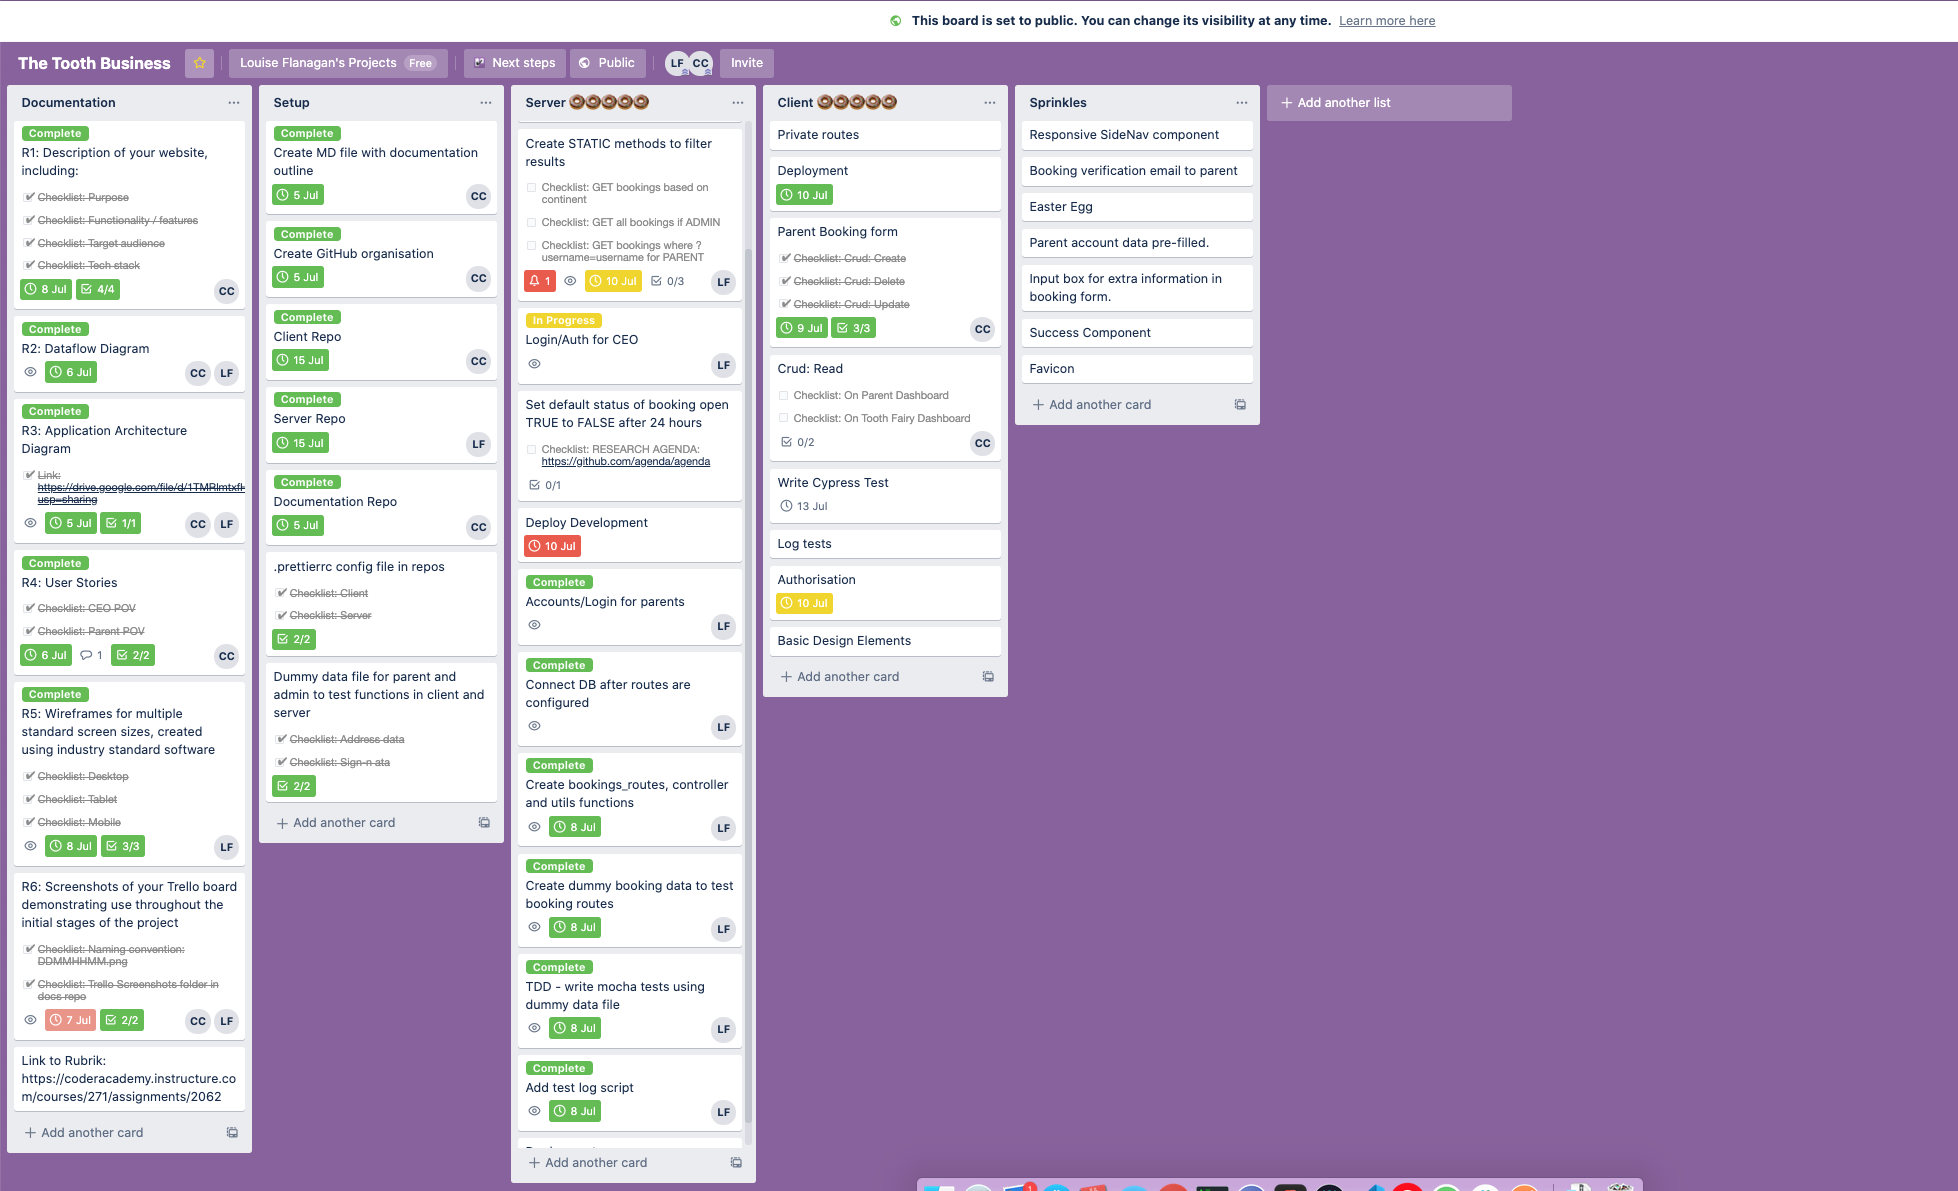 This board is set to public. You can change its visibility at any time. Learn more here
The Tooth Business
Louise Flanagan's Projects Free
Next steps
Public
LF CC
Invite
Documentation
Complete
R1: Description of your website,
including:
Checklist: Purpose
Checklist: Functionality / features
Checklist: Target audience
Checklist: Tech stack
8 Jul 4/4
CC
Complete
R2: Dataflow Diagram
6 Jul
CC LF
Complete
R3: Application Architecture
Diagram
Link:
https://drive.google.com/file/d/
usp=sharing
5 Jul 1/1
CC LF
Complete
R4: User Stories
Checklist: CEO POV
Checklist: Parent POV
6 Jul 1 2/2
CC
Complete
R5: Wireframes for multiple
standard screen sizes, created
using industry standard software
Checklist: Desktop
Checklist: Tablet
Checklist: Mobile
8 Jul 3/3
LF
R6: Screenshots of your Trello board
demonstrating use throughout the
initial stages of the project
Checklist: Naming convention:
DDMMHHMM.png
Checklist: Trello Screenshots folder in
docs repo
7 Jul 2/2
CC LF
Link to Rubrik:
https://coderacademy.instructure.co
m/courses/271/assignments/2062
+ Add another card
Setup
Complete
Create MD file with documentation
outline
5 Jul
CC
Complete
Create GitHub organisation
5 Jul
CC
Complete
Client Repo
15 Jul
CC
Complete
Server Repo
15 Jul
LF
Complete
Documentation Repo
5 Jul
CC
.prettierrc config file in repos
Checklist: Client
Checklist: Server
2/2
Dummy data file for parent and
admin to test functions in client and
server
Checklist: Address data
Checklist: Sign-n ata
2/2
+ Add another card
Server
Create STATIC methods to filter
results
Checklist: GET bookings based on
continent
Checklist: GET all bookings if ADMIN
Checklist: GET bookings where ?
username=username for PARENT
1 10 Jul 0/3
LF
In Progress
Login/Auth for CEO
LF
Set default status of booking open
TRUE to FALSE after 24 hours
Checklist: RESEARCH AGENDA:
https://github.com/agenda/agenda
0/1
Deploy Development
10 Jul
Complete
Accounts/Login for parents
LF
Complete
Connect DB after routes are
configured
LF
Complete
Create bookings_routes, controller
and utils functions
8 Jul
LF
Complete
Create dummy booking data to test
booking routes
8 Jul
LF
Complete
TDD - write mocha tests using
dummy data file
8 Jul
LF
Complete
Add test log script
8 Jul
LF
+ Add another card
Client
Private routes
Deployment
10 Jul
Parent Booking form
Checklist: Crud: Create
Checklist: Crud: Delete
Checklist: Crud: Update
9 Jul 3/3
CC
Crud: Read
Checklist: On Parent Dashboard
Checklist: On Tooth Fairy Dashboard
0/2
CC
Write Cypress Test
13 Jul
Log tests
Authorisation
10 Jul
Basic Design Elements
+ Add another card
Sprinkles
Responsive SideNav component
Booking verification email to parent
Easter Egg
Parent account data pre-filled.
Input box for extra information in
booking form.
Success Component
Favicon
+ Add another card
+ Add another list
1